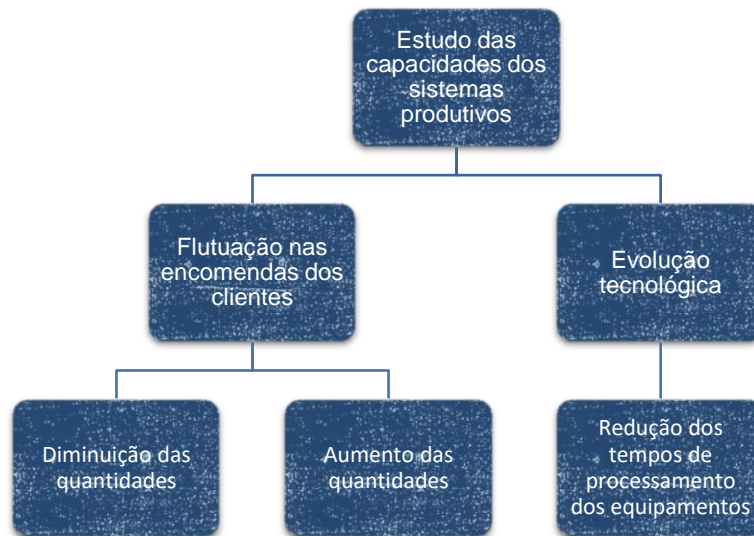 Estudo das
capacidades dos
sistemas
produtivos
Flutuação nas
encomendas dos
clientes
Evolução
tecnológica
Diminuição das
quantidades
Aumento das
quantidades
Redução dos
tempos de
processamento
dos equipamentos